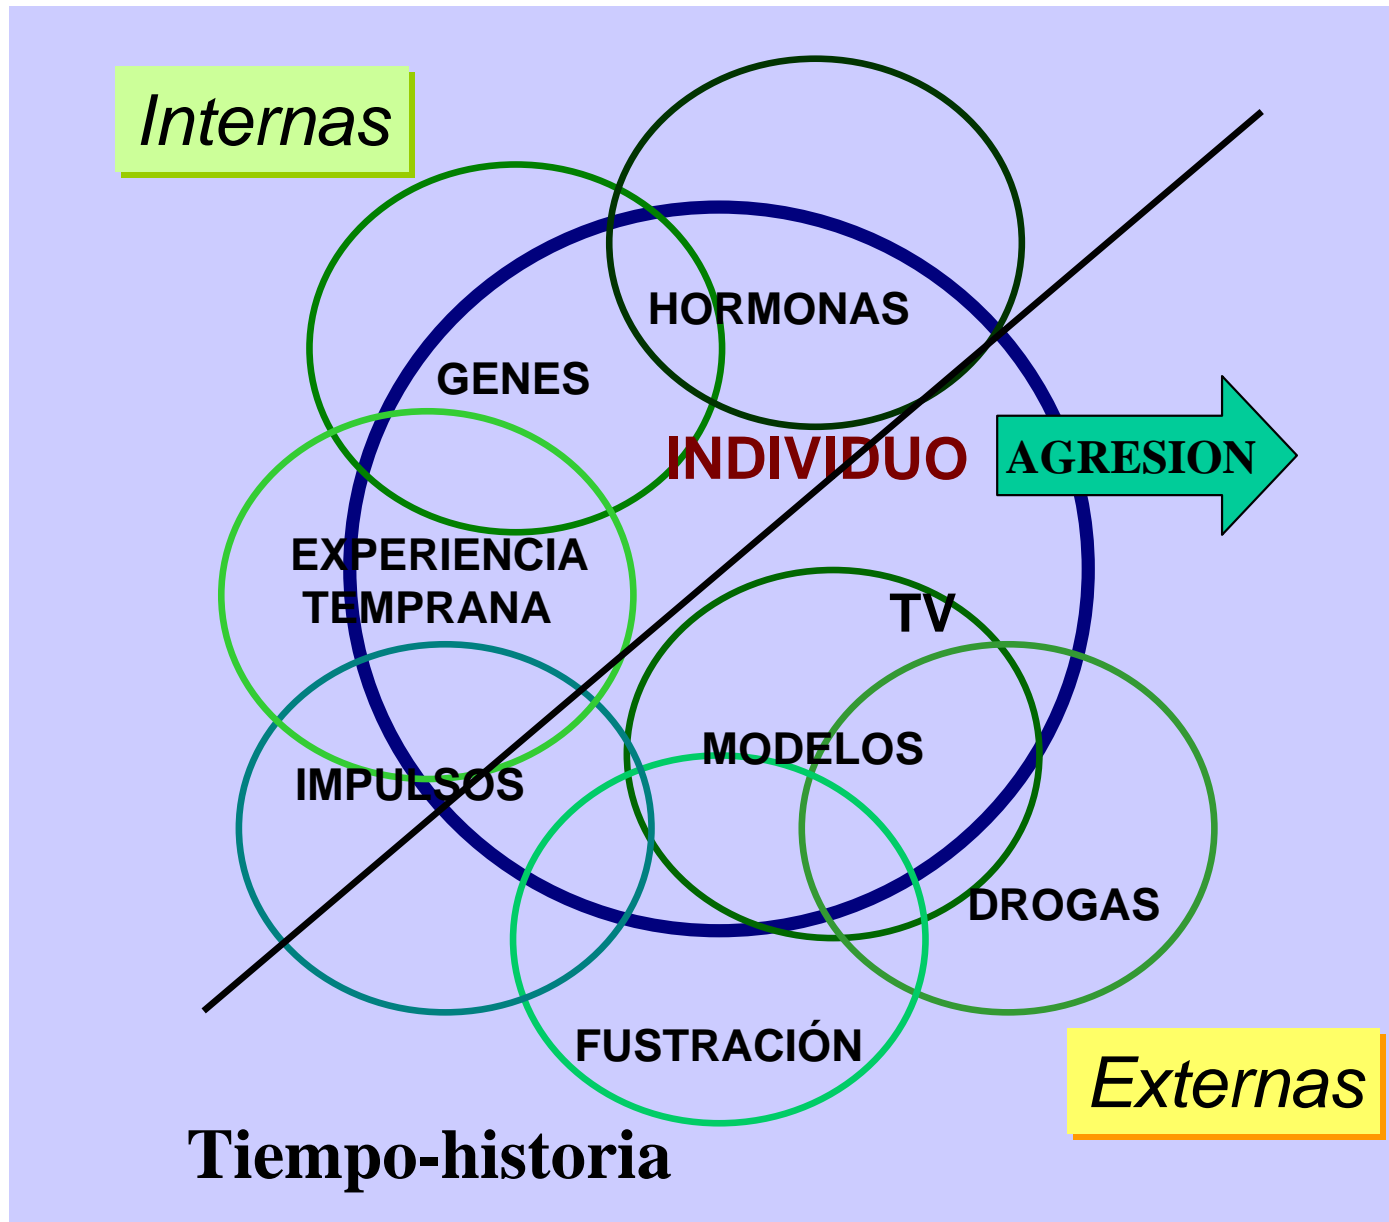 Internas
HORMONAS
GENES
INDIVIDUO
AGRESION
EXPERIENCIA
TEMPRANA
TV
MODELOS
IMPULSOS
DROGAS
FUSTRACIÓN
Externas
Tiempo-historia